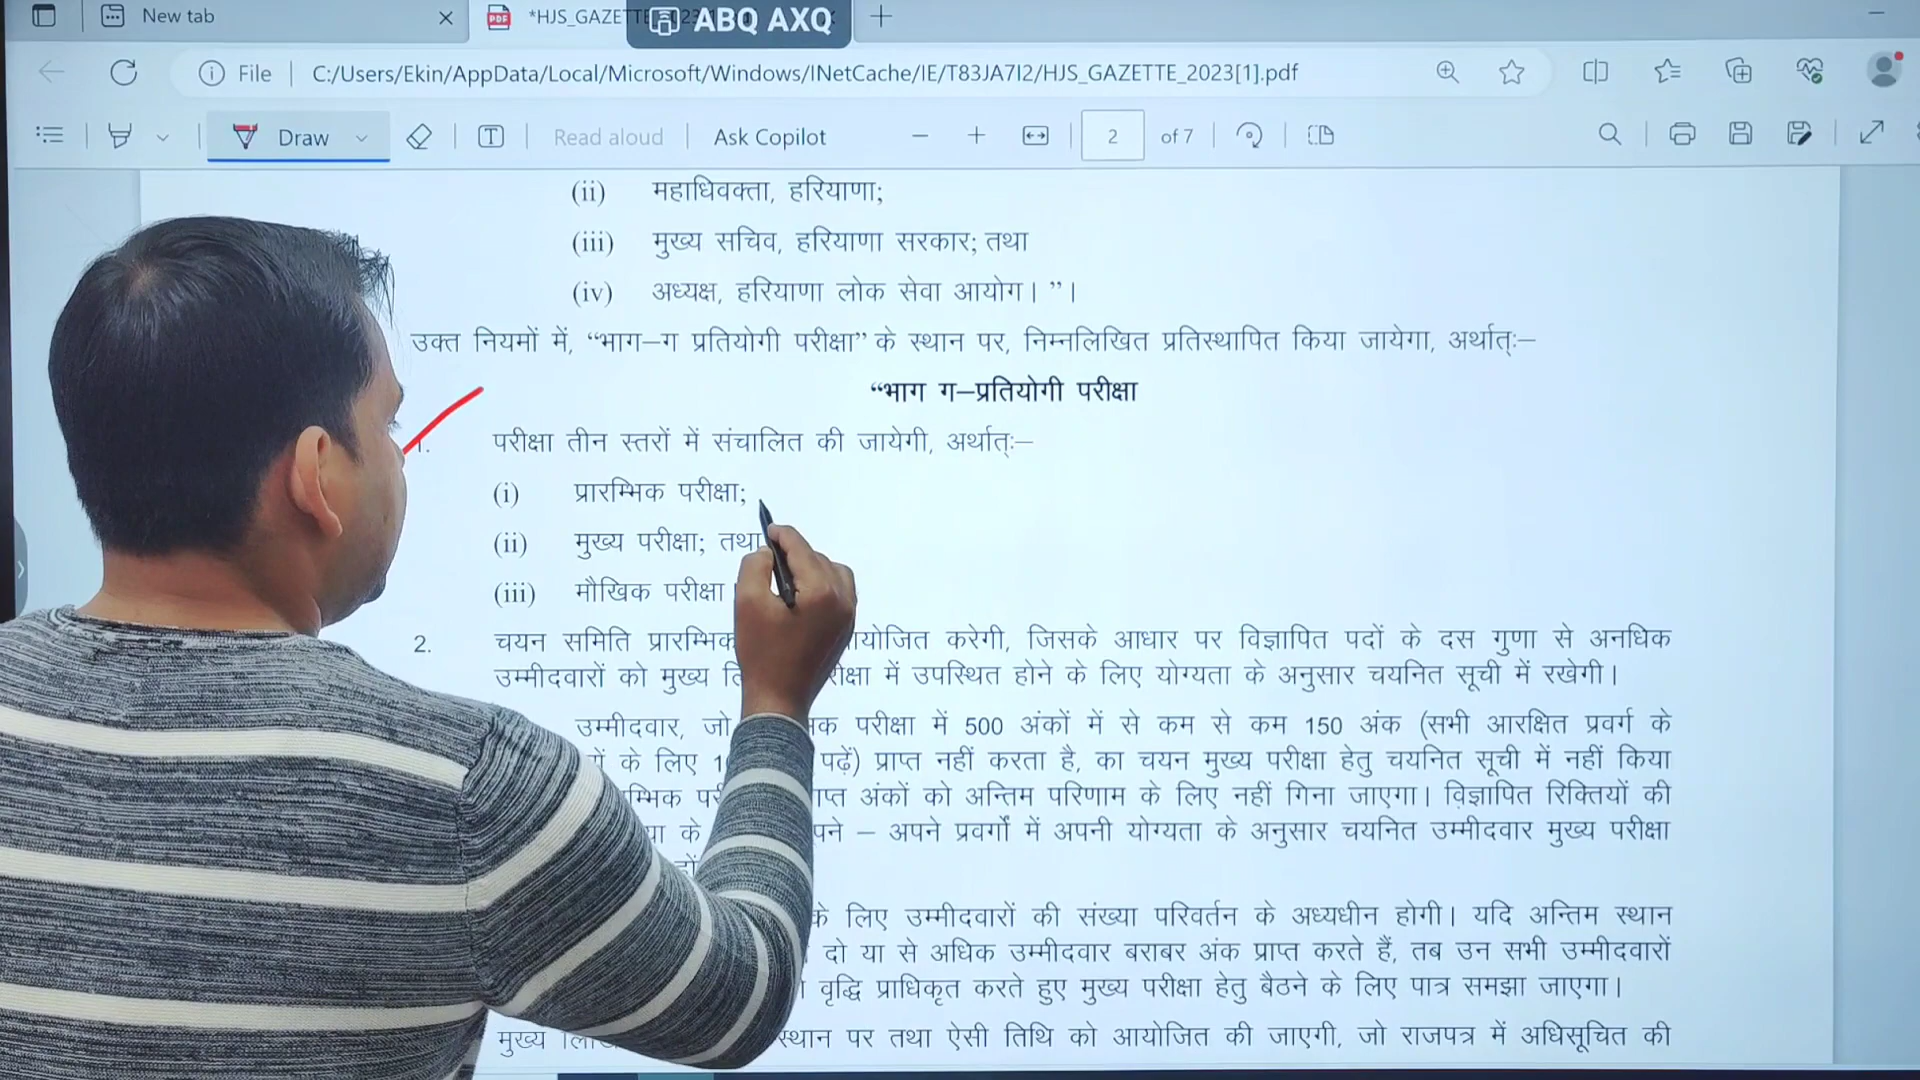 New tab
*HJS_GAZETTE_2023
ABQ AXQ
File C:/Users/Ekin/AppData/Local/Microsoft/Windows/INetCache/IE/T83JA7I2/HJS_GAZETTE_2023[1].pdf
Draw Read aloud Ask Copilot 2 of 7
(ii) महाधिवक्ता, हरियाणा;
(iii) मुख्य सचिव, हरियाणा सरकार; तथा
(iv) अध्यक्ष, हरियाणा लोक सेवा आयोग। ”।
उक्त नियमों में, “भाग–ग प्रतियोगी परीक्षा” के स्थान पर, निम्नलिखित प्रतिस्थापित किया जायेगा, अर्थात्:–
“भाग ग–प्रतियोगी परीक्षा
1. परीक्षा तीन स्तरों में संचालित की जायेगी, अर्थात्:–
(i) प्रारम्भिक परीक्षा;
(ii) मुख्य परीक्षा; तथा
(iii) मौखिक परीक्षा
2. चयन समिति प्रारम्भिक करेगी, जिसके आधार पर विज्ञापित पदों के दस गुणा से अनधिक
उम्मीदवारों को मुख्य में उपस्थित होने के लिए योग्यता के अनुसार चयनित सूची में रखेगी।
उम्मीदवार, जो परीक्षा में 500 अंकों में से कम से कम 150 अंक (सभी आरक्षित प्रवर्ग के
के लिए पढ़ें) प्राप्त नहीं करता है, का चयन मुख्य परीक्षा हेतु चयनित सूची में नहीं किया
अंकों को अन्तिम परिणाम के लिए नहीं गिना जाएगा। विज्ञापित रिक्तियों की
के – अपने प्रवर्गों में अपनी योग्यता के अनुसार चयनित उम्मीदवार मुख्य परीक्षा
के लिए उम्मीदवारों की संख्या परिवर्तन के अध्यधीन होगी। यदि अन्तिम स्थान
दो या से अधिक उम्मीदवार बराबर अंक प्राप्त करते हैं, तब उन सभी उम्मीदवारों
वृद्धि प्राधिकृत करते हुए मुख्य परीक्षा हेतु बैठने के लिए पात्र समझा जाएगा।
मुख्य स्थान पर तथा ऐसी तिथि को आयोजित की जाएगी, जो राजपत्र में अधिसूचित की